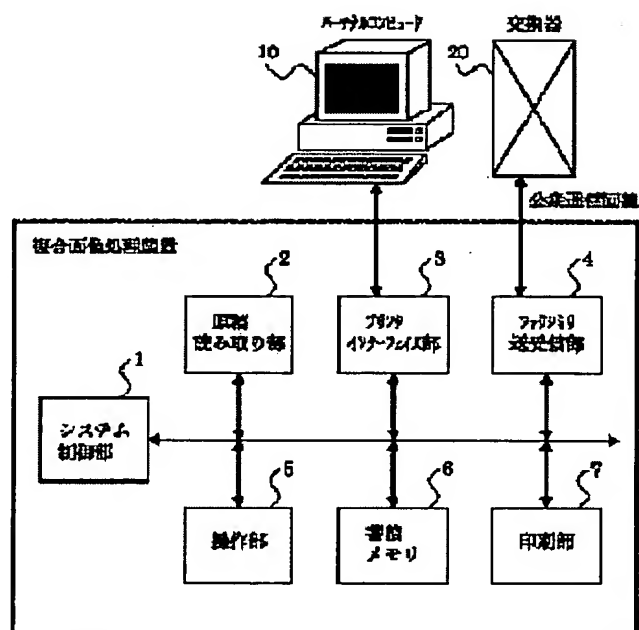 パーソナルコンピュータ
交換器
10
20
公衆通信回線
複合画像処理装置
2
3
4
原稿
読み取り部
プリンタ
インターフェイス部
ファクシミリ
送受信部
1
システム
制御部
5
6
7
操作部
蓄積
メモリ
印刷部